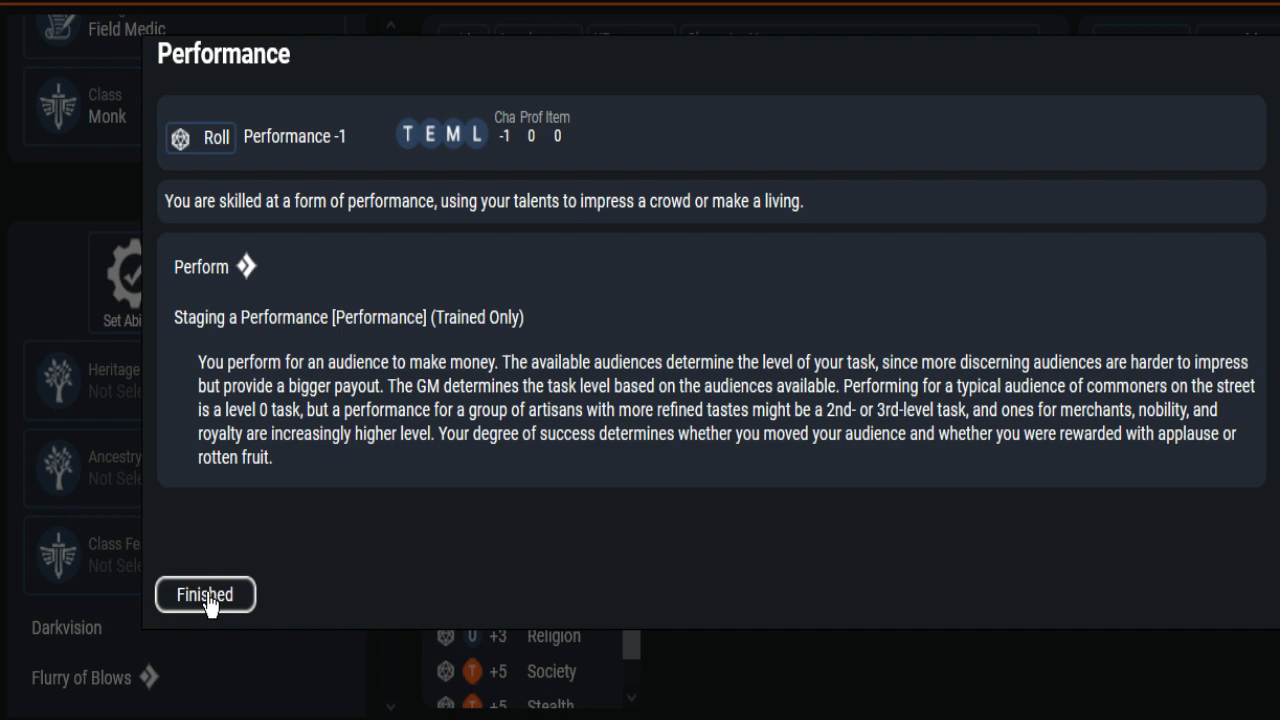 Field Medic
Performance
Class
Monk
Roll Performance -1
T E M L
Cha Prof Item
-1 0 0
You are skilled at a form of performance, using your talents to impress a crowd or make a living.
Perform
Set Abi
Staging a Performance [Performance] (Trained Only)
You perform for an audience to make money. The available audiences determine the level of your task, since more discerning audiences are harder to impress
but provide a bigger payout. The GM determines the task level based on the audiences available. Performing for a typical audience of commoners on the street
is a level 0 task, but a performance for a group of artisans with more refined tastes might be a 2nd- or 3rd-level task, and ones for merchants, nobility, and
royalty are increasingly higher level. Your degree of success determines whether you moved your audience and whether you were rewarded with applause or
rotten fruit.
Heritage
Not Sele
Ancestry
Not Sele
Class Fe
Not Sele
Finished
Darkvision
Flurry of Blows
U +3 Religion
T +5 Society
T +5 Stealth